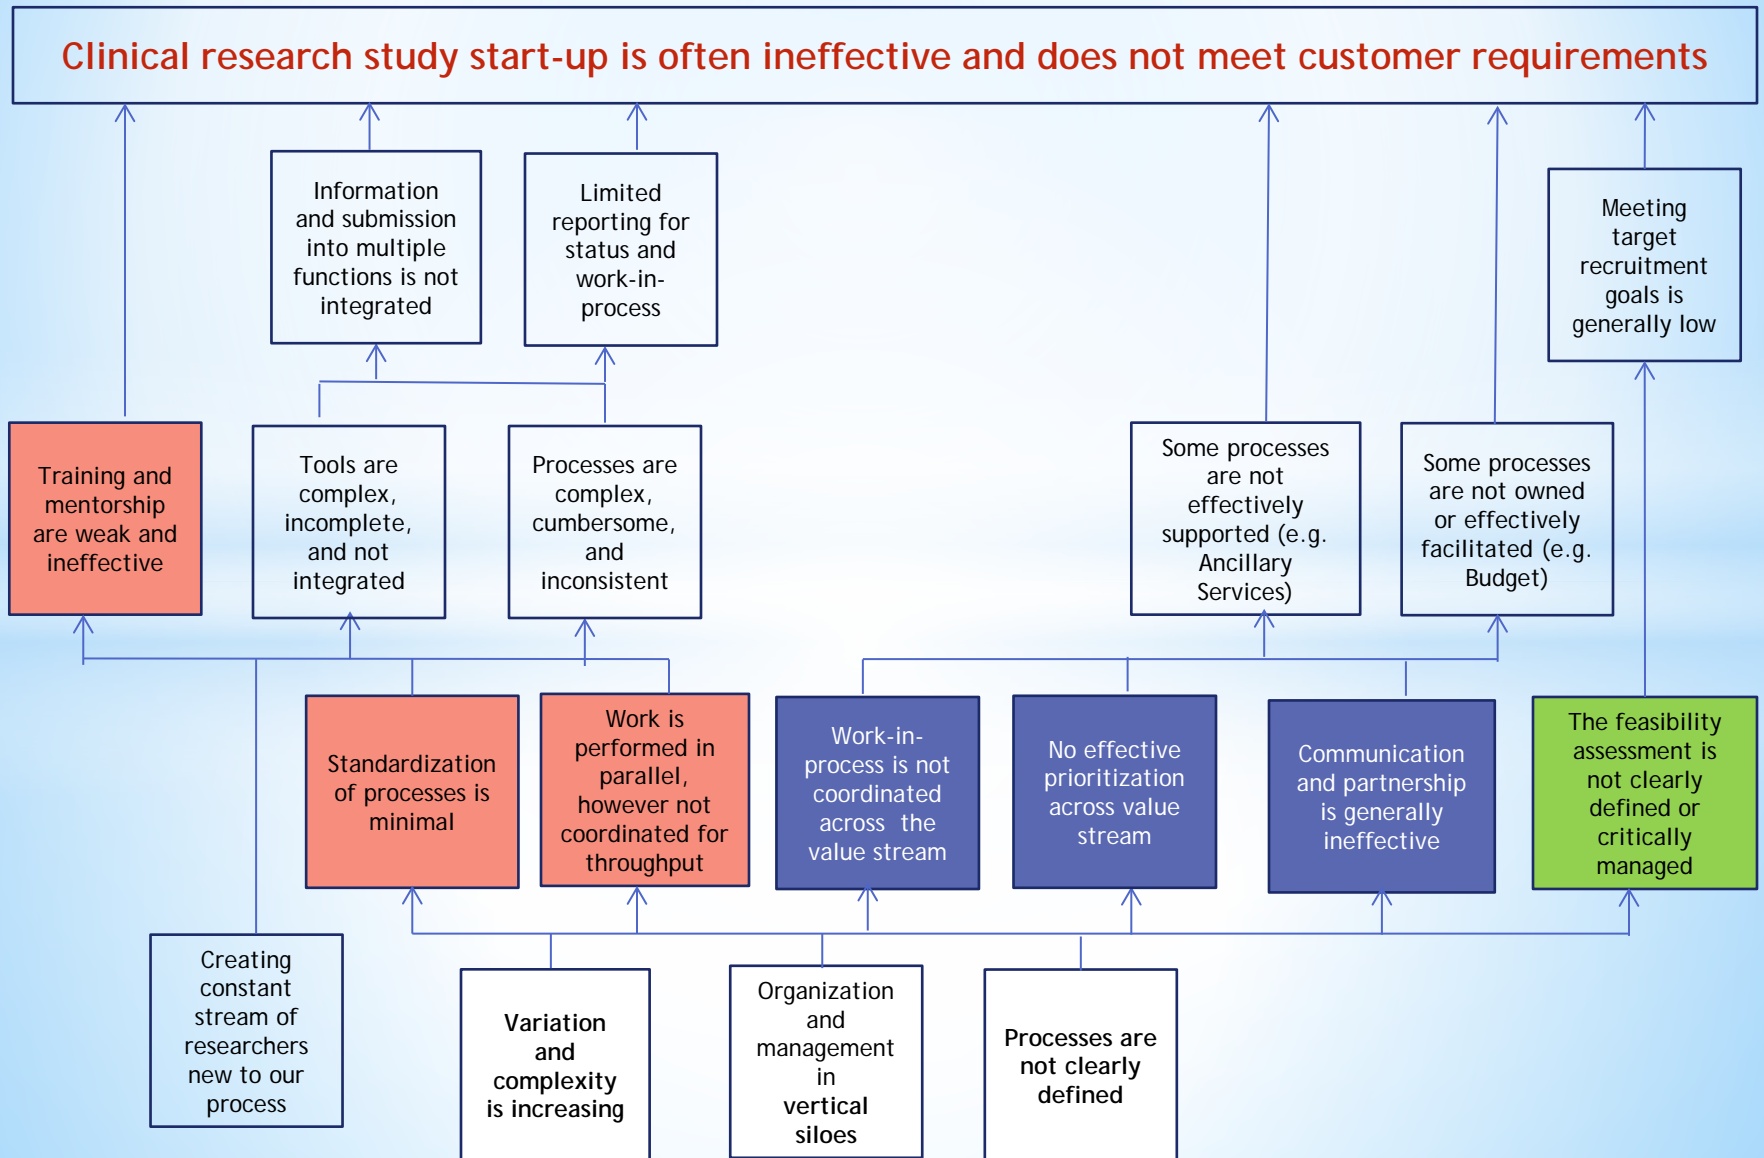 Clinical research study start-up is often ineffective and does not meet customer requirements
Information
and submission
into multiple
functions is not
integrated
Limited
reporting for
status and
work-in-
process
Meeting
target
recruitment
goals is
generally low
Training and
mentorship
are weak and
ineffective
Tools are
complex,
incomplete,
and not
integrated
Processes are
complex,
cumbersome,
and
inconsistent
Some processes
are not
effectively
supported (e.g.
Ancillary
Services)
Some processes
are not owned
or effectively
facilitated (e.g.
Budget)
Standardization
of processes is
minimal
Work is
performed in
parallel,
however not
coordinated for
throughput
Work-in-
process is not
coordinated
across the
value stream
No effective
prioritization
across value
stream
Communication
and partnership
is generally
ineffective
The feasibility
assessment is
not clearly
defined or
critically
managed
Creating
constant
stream of
researchers
new to our
process
Variation
and
complexity
is increasing
Organization
and
management
in
vertical
siloes
Processes are
not clearly
defined